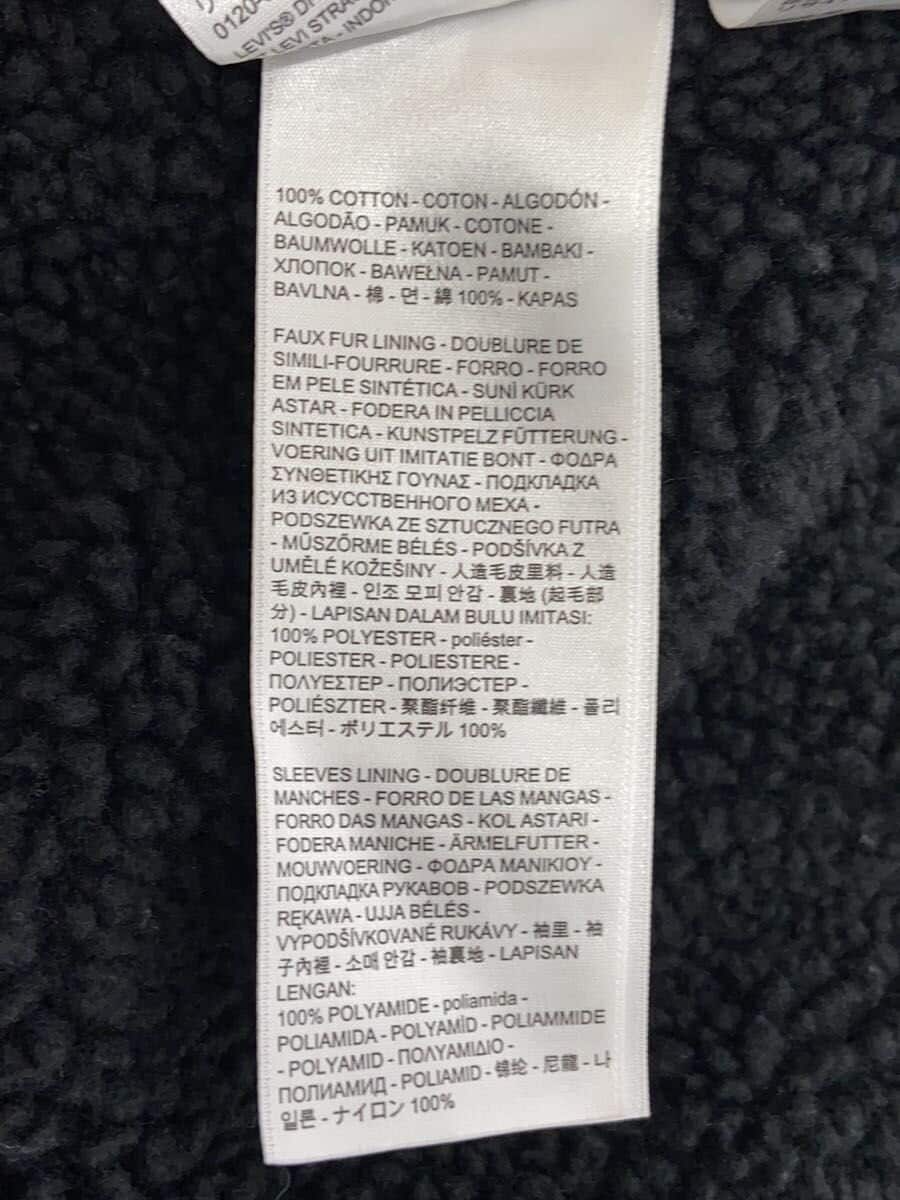 0120-
LEVI'S® D
LEVI STRA
TA - INDON
100% COTTON - COTON - ALGODÓN -
ALGODÃO - PAMUK - COTONE -
BAUMWOLLE - KATOEN - BAMBAKI -
ХЛОПОК - BAWEŁNA - PAMUT -
BAVLNA - 棉 - 면 - 綿 100% - KAPAS
FAUX FUR LINING - DOUBLURE DE
SIMILI-FOURRURE - FORRO - FORRO
EM PELE SINTÉTICA - SUNİ KÜRK
ASTAR - FODERA IN PELLICCIA
SINTETICA - KUNSTPELZ FÜTTERUNG -
VOERING UIT IMITATIE BONT - ΦΟΔΡΑ
ΣΥΝΘΕΤΙΚΗΣ ΓΟΥΝΑΣ - ПОДКЛАДКА
ИЗ ИСУССТВЕННОГО МЕХА -
PODSZEWKA ZE SZTUCZNEGO FUTRA
- MŰSZŐRME BÉLÉS - PODŠÍVKA Z
UMĚLÉ KOŽEŠINY - 人造毛皮里料 - 人造
毛皮內裡 - 인조 모피 안감 - 裏地 (起毛部
分) - LAPISAN DALAM BULU IMITASI:
100% POLYESTER - poliéster -
POLIESTER - POLIESTERE -
ΠΟΛΥΕΣΤΕΡ - ПОЛИЭСТЕР -
POLIÉSZTER - 聚酯纤维 - 聚酯纖維 - 폴리
에스터 - ポリエステル 100%
SLEEVES LINING - DOUBLURE DE
MANCHES - FORRO DE LAS MANGAS -
FORRO DAS MANGAS - KOL ASTARI -
FODERA MANICHE - ÄRMELFUTTER -
MOUWVOERING - ΦΟΔΡΑ ΜΑΝΙΚΙΟΥ -
ПОДКЛАДКА РУКАВОВ - PODSZEWKA
RĘKAWA - UJJA BÉLÉS -
VYPODŠÍVKOVANÉ RUKÁVY - 袖里 - 袖
子內裡 - 소매 안감 - 袖裏地 - LAPISAN
LENGAN:
100% POLYAMIDE - poliamida -
POLIAMIDA - POLYAMİD - POLIAMMIDE
- POLYAMID - ΠΟΛΥΑΜΙΔΙΟ -
ПОЛИАМИД - POLIAMID - 锦纶 - 尼龍 - 나
일론 - ナイロン 100%